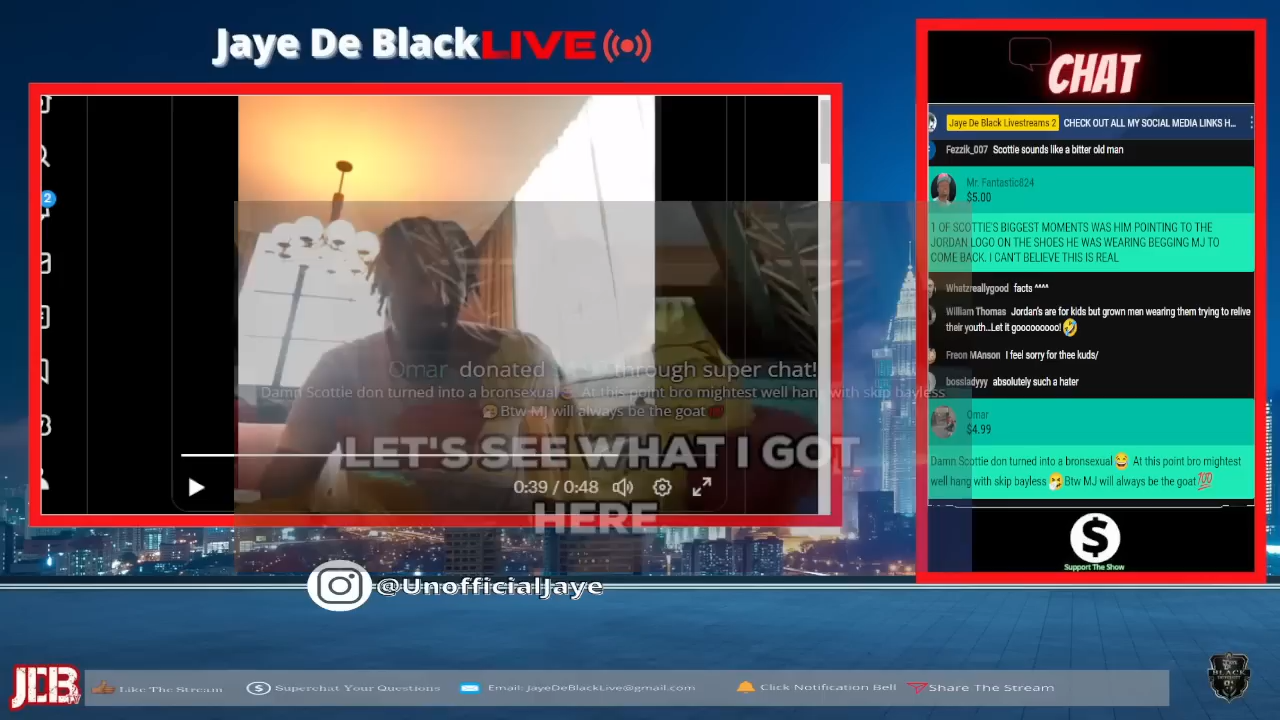 Jaye De Black LIVE
CHAT
Jaye De Black Livestreams 2 CHECK OUT ALL MY SOCIAL MEDIA LINKS H...
Fezzik_007 Scottie sounds like a bitter old man
Mr. Fantastic824
$5.00
1 OF SCOTTIE'S BIGGEST MOMENTS WAS HIM POINTING TO THE
JORDAN LOGO ON THE SHOES HE WAS WEARING BEGGING MJ TO
COME BACK. I CAN'T BELIEVE THIS IS REAL
Whatzreallygood facts ^^^^
William Thomas Jordan's are for kids but grown men wearing them trying to relive
their youth...Let it gooooooooo!🤣
Freon MAnson I feel sorry for thee kuds/
bossladyyy absolutely such a hater
Omar
$4.99
Damn Scottie don turned into a bronsexual😂 At this point bro mightest
well hang with skip bayless 🤧Btw MJ will always be the goat💯
Support The Show
2
Omar donated through super chat!
Damn Scottie don turned into a bronsexual At this point bro mightest well hang with skip bayless
Btw MJ will always be the goat
LET'S SEE WHAT I GOT
HERE
0:39 / 0:48
@UnofficialJaye
JDB
TV
Like The Stream
Superchat Your Questions
Email: JayeDeBlackLive@gmail.com
Click Notification Bell
Share The Stream
BLACK